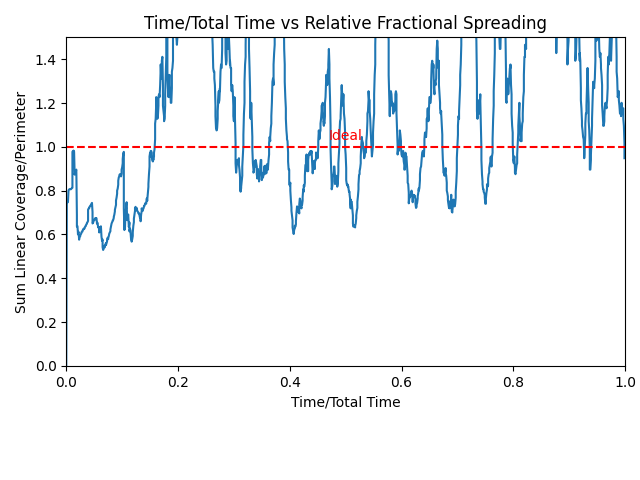 Time/Total Time vs Relative Fractional Spreading
Sum Linear Coverage/Perimeter
1.4
1.2
1.0
0.8
0.6
0.4
0.2
0.0
Ideal
0.0 0.2 0.4 0.6 0.8 1.0
Time/Total Time